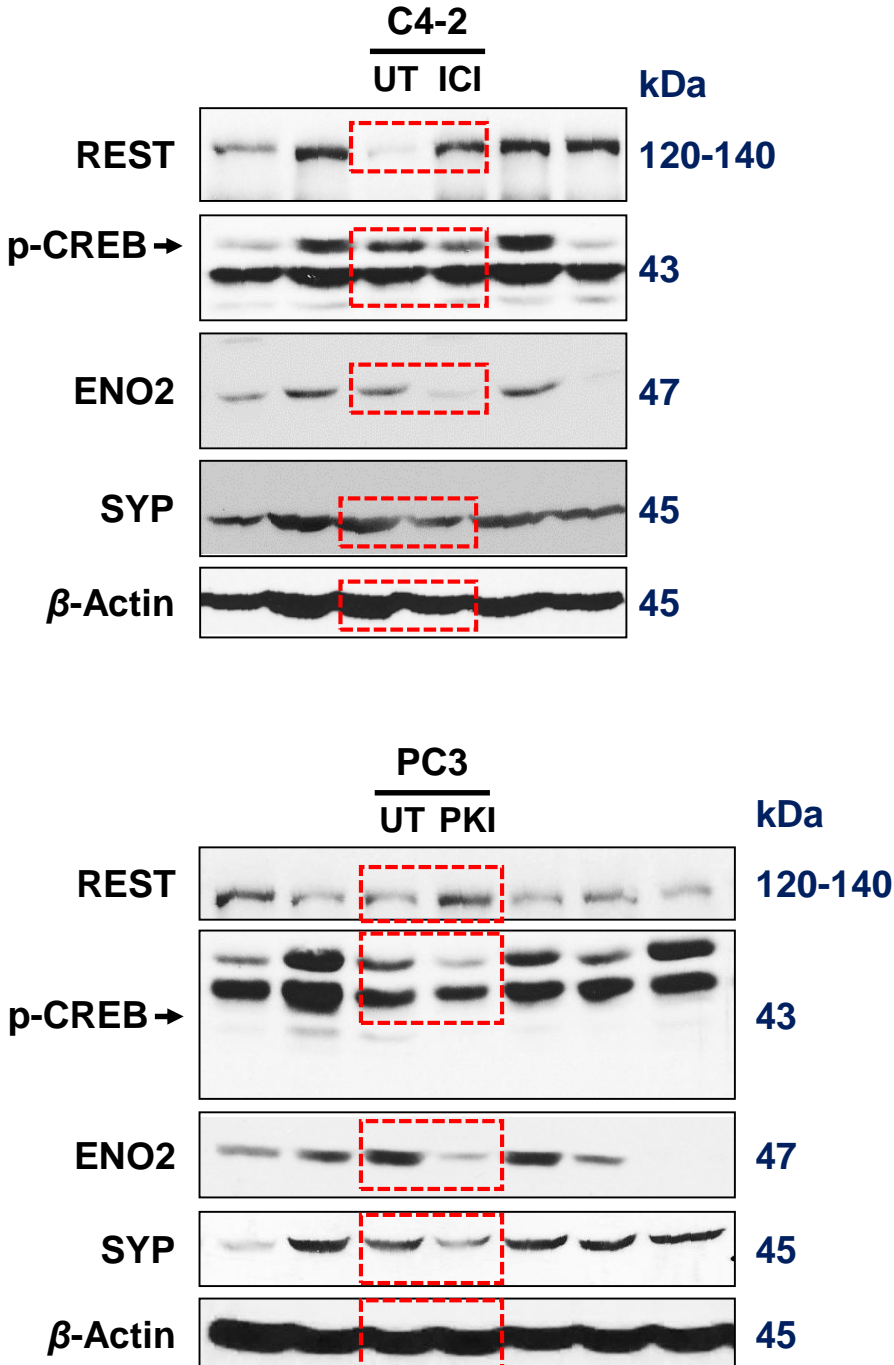 C4-2
UT ICI
kDa
REST 120-140
p-CREB → 43
ENO2 47
SYP 45
β-Actin 45
PC3
UT PKI
kDa
REST 120-140
p-CREB → 43
ENO2 47
SYP 45
β-Actin 45